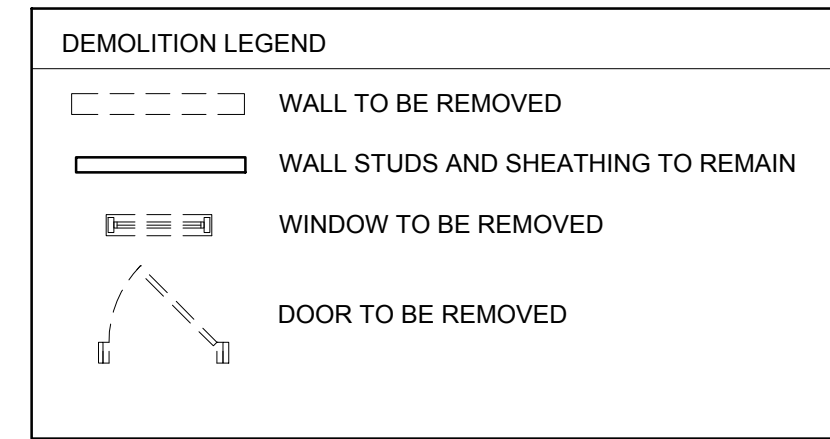 DEMOLITION LEGEND
WALL TO BE REMOVED
WALL STUDS AND SHEATHING TO REMAIN
WINDOW TO BE REMOVED
DOOR TO BE REMOVED